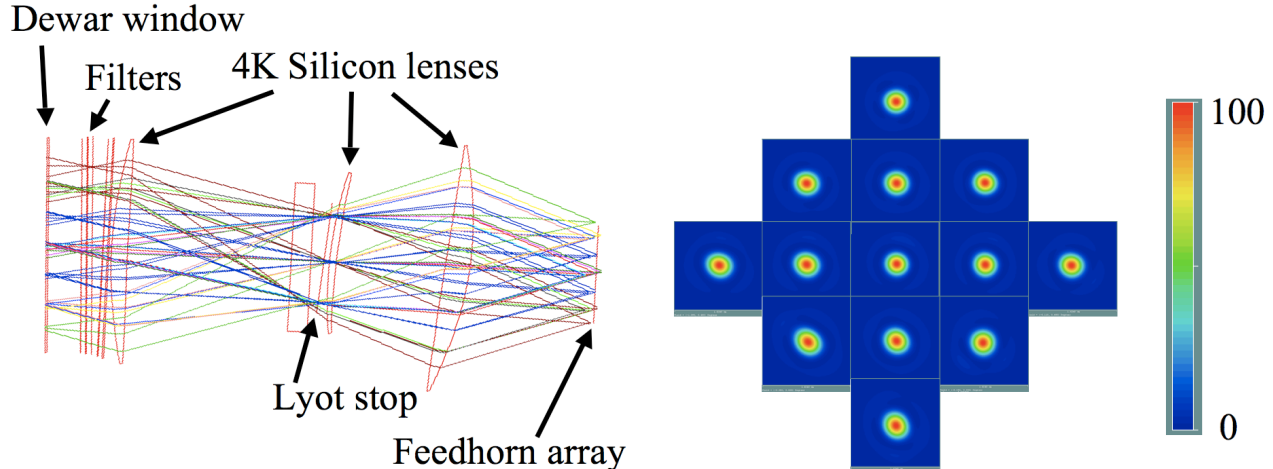 Dewar window
Filters
4K Silicon lenses
Lyot stop
Feedhorn array
100
0